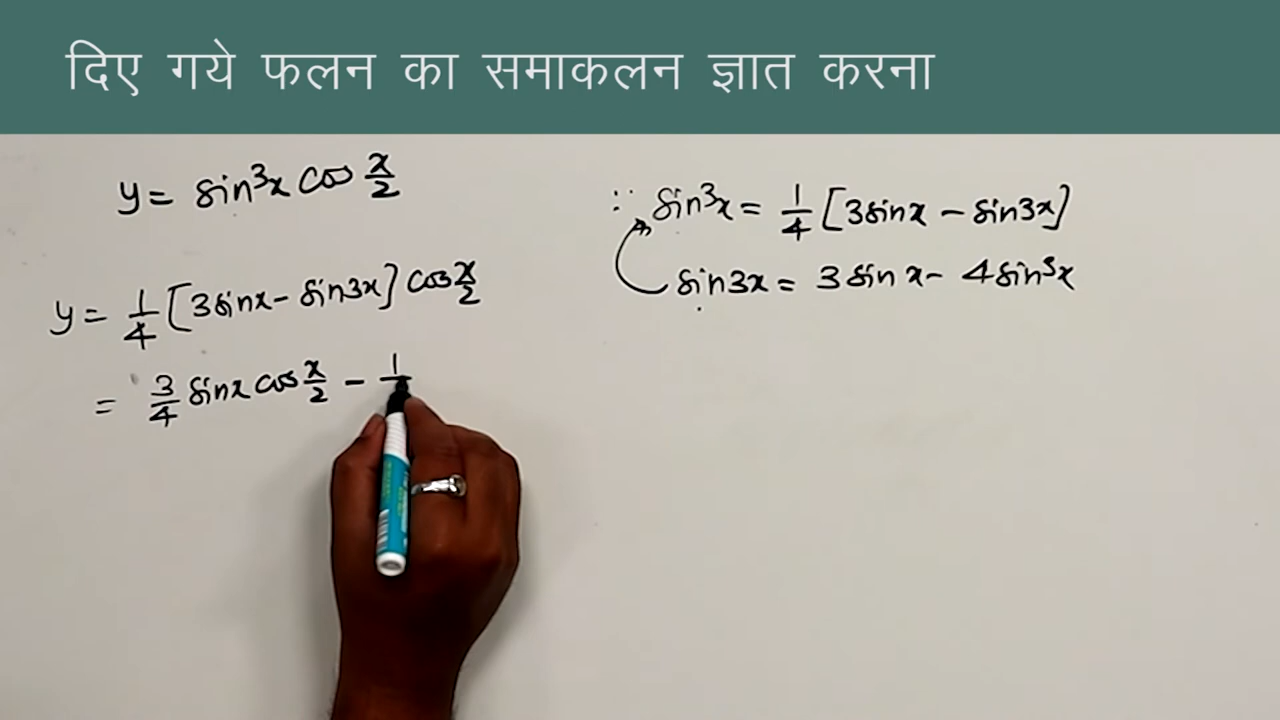 दिए गये फलन का समाकलन ज्ञात करना
y = sin³x cos x/2
∵ sin³x = 1/4 [3sinx - sin3x]
sin3x = 3sinx - 4sin³x
y = 1/4 [3sinx - sin3x] cos x/2
= 3/4 sinx cos x/2 - 1/